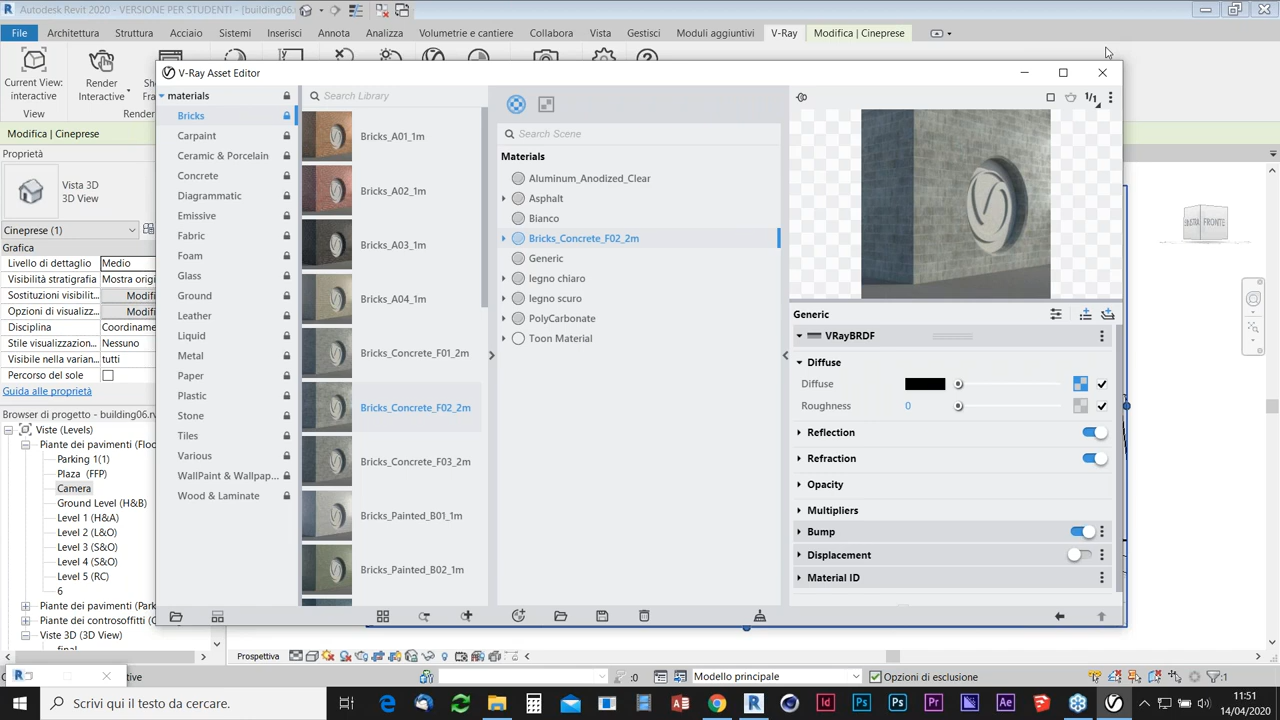 Autodesk Revit 2020 - VERSIONE PER STUDENTI - [building06.
File Architettura Struttura Acciaio Sistemi Inserisci Annota Analizza Volumetrie e cantiere Collabora Vista Gestisci Moduli aggiuntivi V-Ray Modifica | Cineprese
Current View:
interactive
View
Render
Interactive
Render
Modifica | Cineprese
Proprietà
Vista 3D
3D View
Cineprese (1)
Grafica
Livello di dettaglio Medio
Visibilità stratigrafia Mostra origi
Sostituzioni visibilit... Modifi
Opzioni di visualizz... Modifi
Disciplina Coordiname
Stile visualizzazion... Nessuno
Visibile nella varian... tutti
Percorso del sole
Guida alle proprietà
Browser di progetto - building06.rv
Viste (Levels)
Piante dei pavimenti (Floo
Parking 1(1)
Plaza (FFP)
Camera
Ground Level (H&B)
Level 1 (H&A)
Level 2 (S&O)
Level 3 (S&O)
Level 4 (S&O)
Level 5 (RC)
6
Piante dei pavimenti (Park
Piante dei controsoffitti (C
Viste 3D (3D View)
final
V-Ray Asset Editor
materials
Bricks
Carpaint
Ceramic & Porcelain
Concrete
Diagrammatic
Emissive
Fabric
Foam
Glass
Ground
Leather
Liquid
Metal
Paper
Plastic
Stone
Tiles
Various
WallPaint & Wallpap...
Wood & Laminate
Search Library
Bricks_A01_1m
Bricks_A02_1m
Bricks_A03_1m
Bricks_A04_1m
Bricks_Concrete_F01_2m
Bricks_Concrete_F02_2m
Bricks_Concrete_F03_2m
Bricks_Painted_B01_1m
Bricks_Painted_B02_1m
Search Scene
Materials
Aluminum_Anodized_Clear
Asphalt
Bianco
Bricks_Concrete_F02_2m
Generic
legno chiaro
legno scuro
PolyCarbonate
Toon Material
1/1
Generic
VRayBRDF
Diffuse
Diffuse
Roughness 0
Reflection
Refraction
Opacity
Multipliers
Bump
Displacement
Material ID
FRONTE
Prospettiva
:0
Modello principale
Opzioni di esclusione
:1
Scrivi qui il testo da cercare.
11:51
14/04/2020